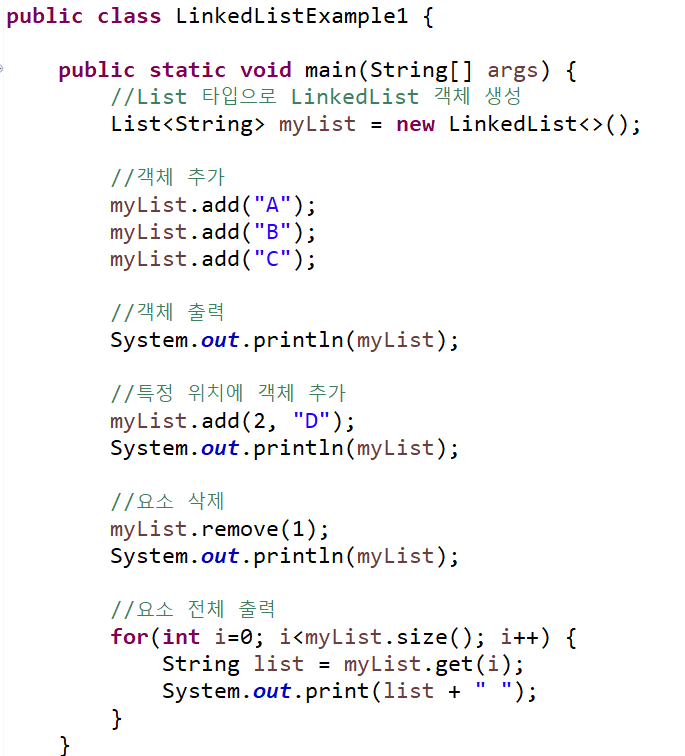 public class LinkedListExample1 {
public static void main(String[] args) {
//List 타입으로 LinkedList 객체 생성
List<String> myList = new LinkedList<>();
//객체 추가
myList.add("A");
myList.add("B");
myList.add("C");
//객체 출력
System.out.println(myList);
//특정 위치에 객체 추가
myList.add(2, "D");
System.out.println(myList);
//요소 삭제
myList.remove(1);
System.out.println(myList);
//요소 전체 출력
for(int i=0; i<myList.size(); i++) {
String list = myList.get(i);
System.out.print(list + " ");
}
}